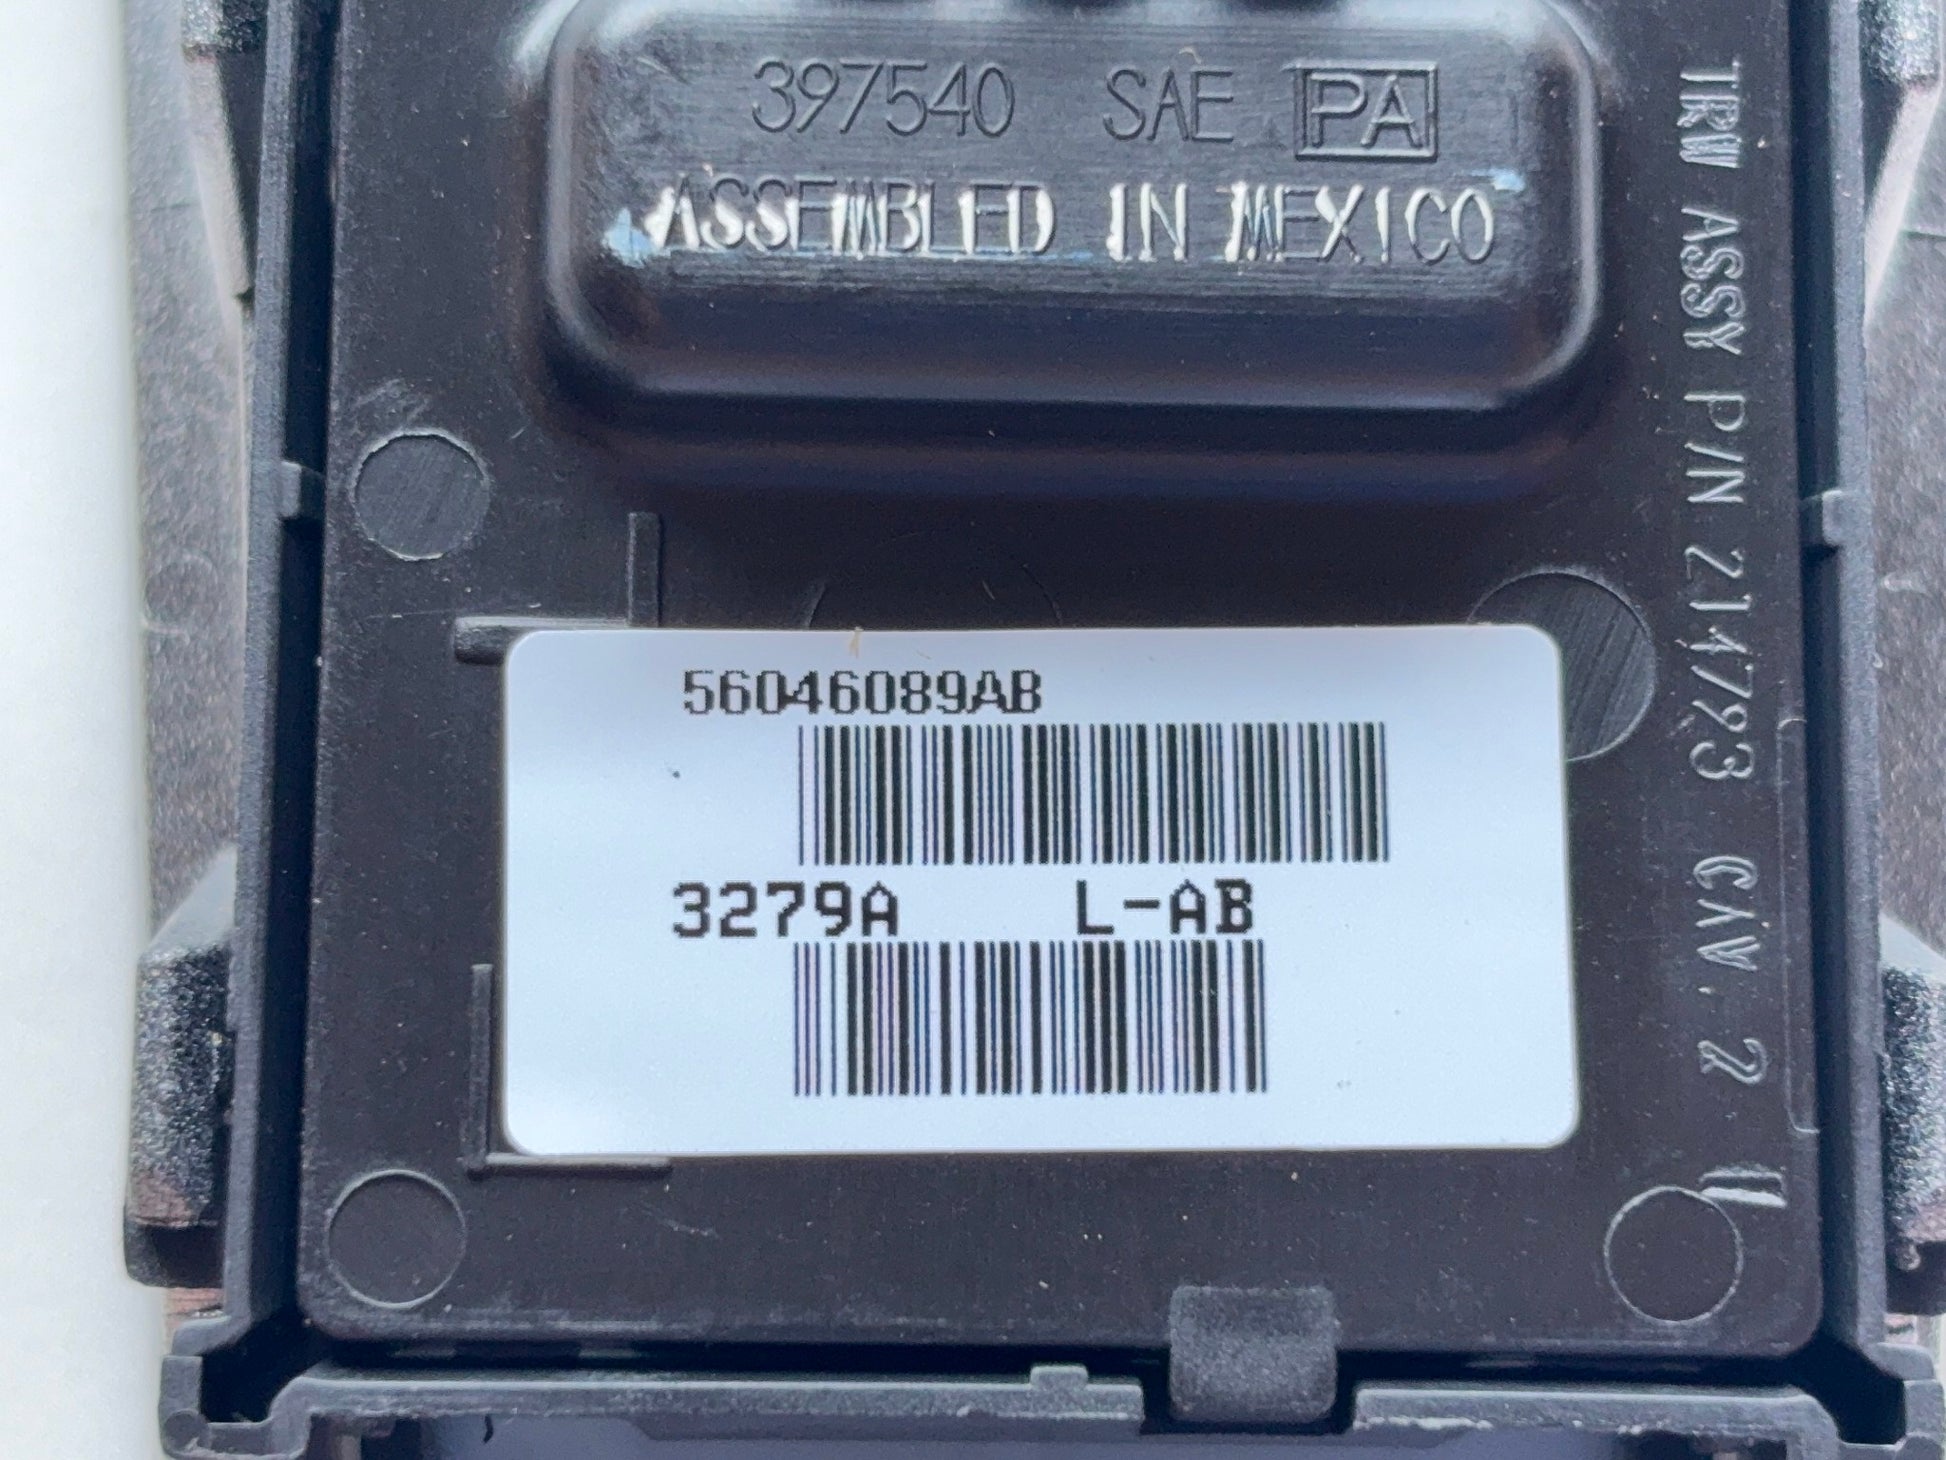 397540 SAE PA
ASSEMBLED IN MEXICO
TRW ASSY P/N 214793 CAV. 2
56046089AB
3279A L-AB